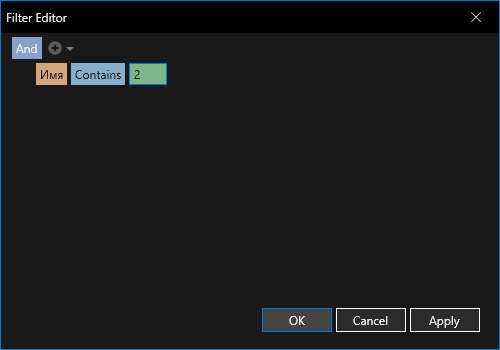 Filter Editor
And
Имя Contains 2
OK Cancel Apply